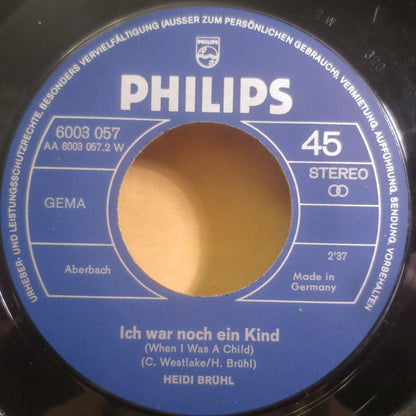 URHEBER- UND LEISTUNGSSCHUTZRECHTE, BESONDERS VERVIELFÄLTIGUNG (AUSSER ZUM PERSÖNLICHEN GEBRAUCH), VERMIETUNG, AUFFÜHRUNG, SENDUNG, VORBEHALTEN
PHILIPS
PHILIPS
6003 057
AA 6003 057.2 W
45
STEREO
GEMA
Aberbach
2'37
Made in
Germany
Ich war noch ein Kind
(When I Was A Child)
(C. Westlake/H. Brühl)
HEIDI BRÜHL